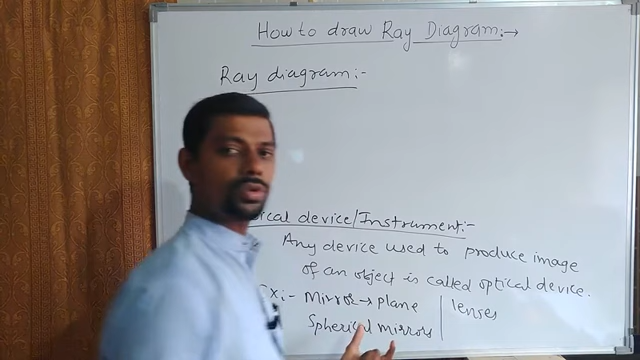 How to draw Ray Diagram:→
Ray diagram:-
ical device/Instrument:-
Any device used to produce image
of an object is called optical device.
Ex:- Mirror → Plane | lenses
Spherical mirrors